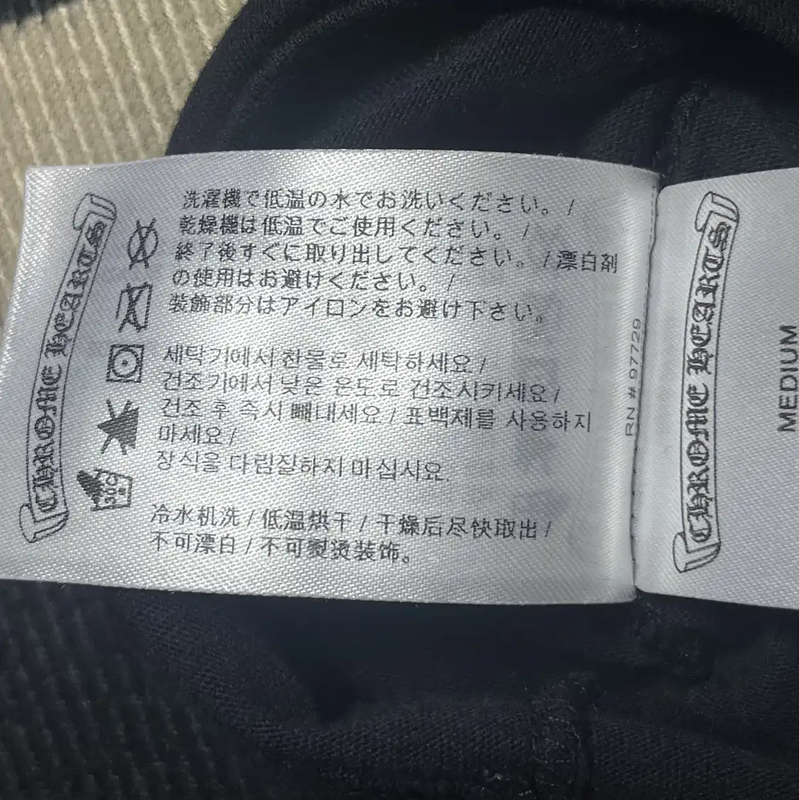 CHROME HEARTS
洗濯機で低温の水でお洗いください。/
乾燥機は低温でご使用ください。/
終了後すぐに取り出してください。/漂白剤
の使用はお避けください。/
装飾部分はアイロンをお避け下さい。
세탁기에서 찬물로 세탁하세요 /
건조기에서 낮은 온도로 건조시키세요 /
건조 후 즉시 빼내세요 / 표백제를 사용하지
마세요 /
장식을 다림질하지 마십시오.
冷水机洗 / 低温烘干 / 干燥后尽快取出 /
不可漂白 / 不可熨烫装饰。
30C
RN # 97729
CHROME HEARTS
MEDIUM